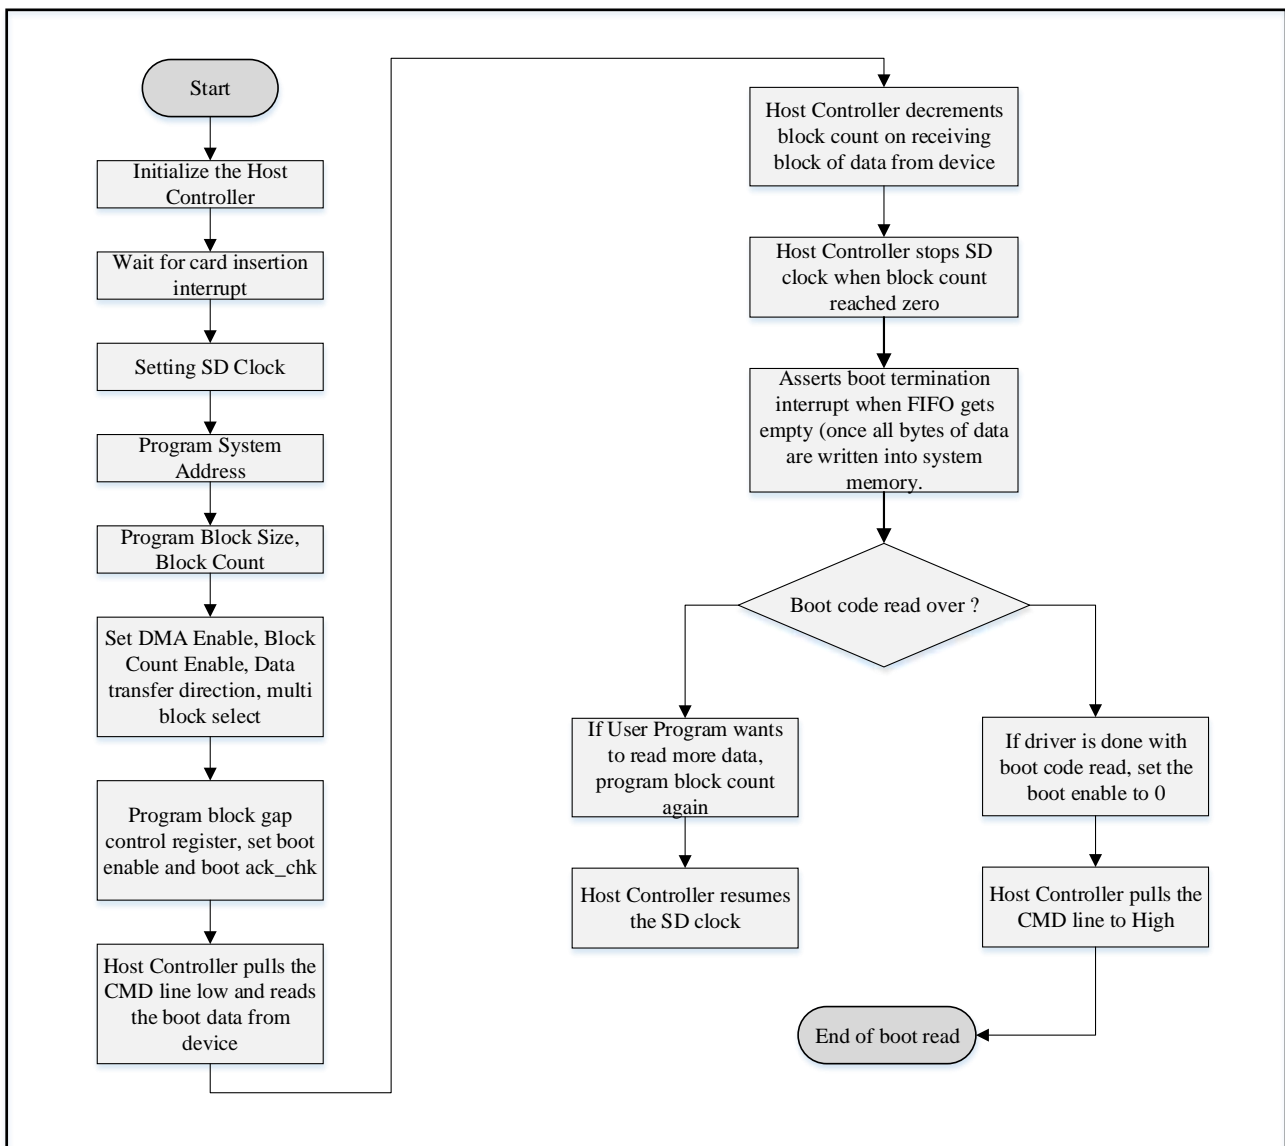 Start
Initialize the Host
Controller
Wait for card insertion
interrupt
Setting SD Clock
Program System
Address
Program Block Size,
Block Count
Set DMA Enable, Block
Count Enable, Data
transfer direction, multi
block select
Program block gap
control register, set boot
enable and boot ack_chk
Host Controller pulls the
CMD line low and reads
the boot data from
device
Host Controller decrements
block count on receiving
block of data from device
Host Controller stops SD
clock when block count
reached zero
Asserts boot termination
interrupt when FIFO gets
empty (once all bytes of data
are written into system
memory.
Boot code read over ?
If User Program wants
to read more data,
program block count
again
Host Controller resumes
the SD clock
If driver is done with
boot code read, set the
boot enable to 0
Host Controller pulls the
CMD line to High
End of boot read